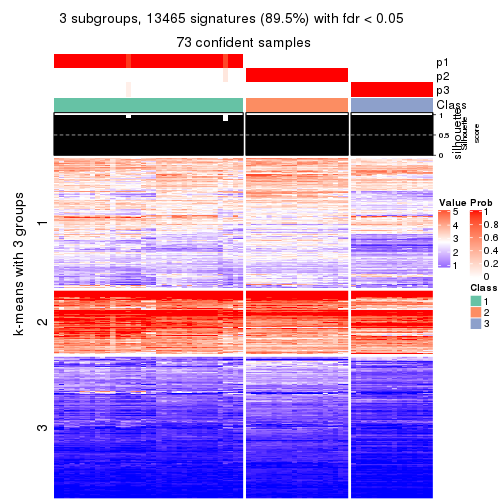 3 subgroups, 13465 signatures (89.5%) with fdr < 0.05
73 confident samples
p1
p2
p3
Class
1
0.5
0
silhouette
Silhouette
score
k-means with 3 groups
1
2
3
Value
5
4
3
2
1
Prob
1
0.8
0.6
0.4
0.2
0
Class
1
2
3